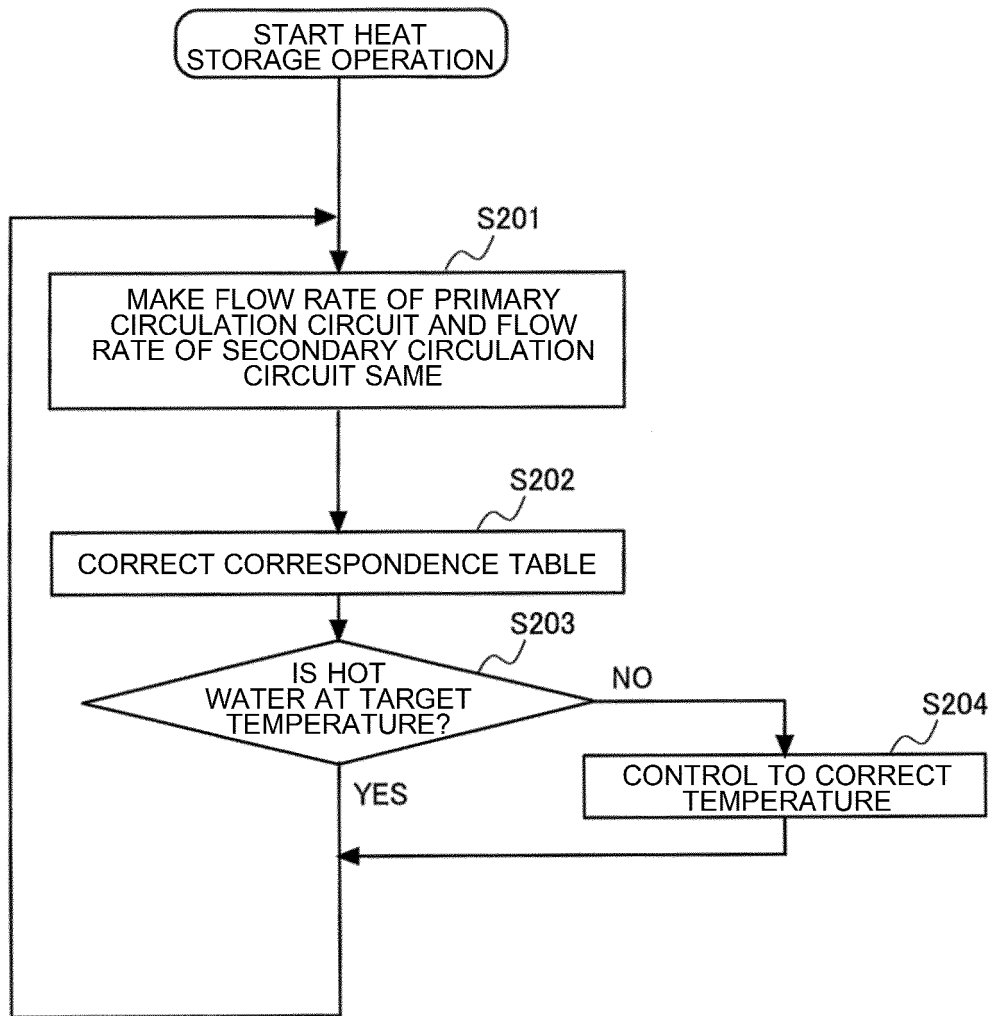 START HEAT
STORAGE OPERATION
S201
MAKE FLOW RATE OF PRIMARY
CIRCULATION CIRCUIT AND FLOW
RATE OF SECONDARY CIRCULATION
CIRCUIT SAME
S202
CORRECT CORRESPONDENCE TABLE
S203
IS HOT
WATER AT TARGET
TEMPERATURE?
NO
S204
CONTROL TO CORRECT
TEMPERATURE
YES